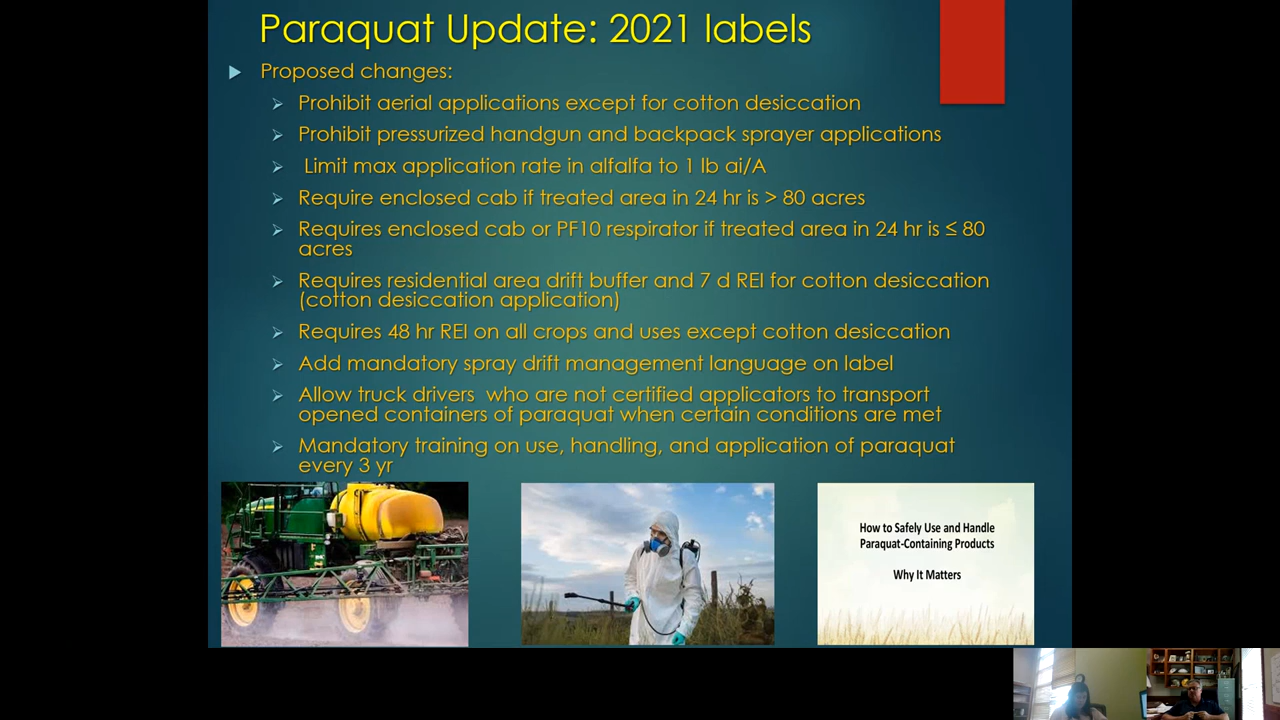 Paraquat Update: 2021 labels
Proposed changes:
Prohibit aerial applications except for cotton desiccation
Prohibit pressurized handgun and backpack sprayer applications
Limit max application rate in alfalfa to 1 lb ai/A
Require enclosed cab if treated area in 24 hr is > 80 acres
Requires enclosed cab or PF10 respirator if treated area in 24 hr is ≤ 80
acres
Requires residential area drift buffer and 7 d REI for cotton desiccation
(cotton desiccation application)
Requires 48 hr REI on all crops and uses except cotton desiccation
Add mandatory spray drift management language on label
Allow truck drivers who are not certified applicators to transport
opened containers of paraquat when certain conditions are met
Mandatory training on use, handling, and application of paraquat
every 3 yr
How to Safely Use and Handle
Paraquat-Containing Products
Why It Matters